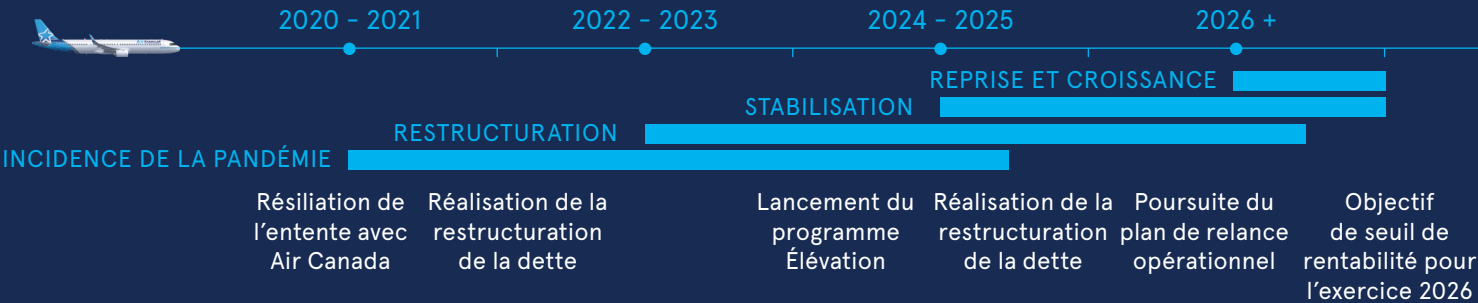 2020 - 2021
2022 - 2023
2024 - 2025
2026 +
REPRISE ET CROISSANCE
STABILISATION
RESTRUCTURATION
INCIDENCE DE LA PANDÉMIE
Résiliation de
l’entente avec
Air Canada
Réalisation de la
restructuration
de la dette
Lancement du
programme
Élévation
Réalisation de la
restructuration
de la dette
Poursuite du
plan de relance
opérationnel
Objectif
de seuil de
rentabilité pour
l’exercice 2026